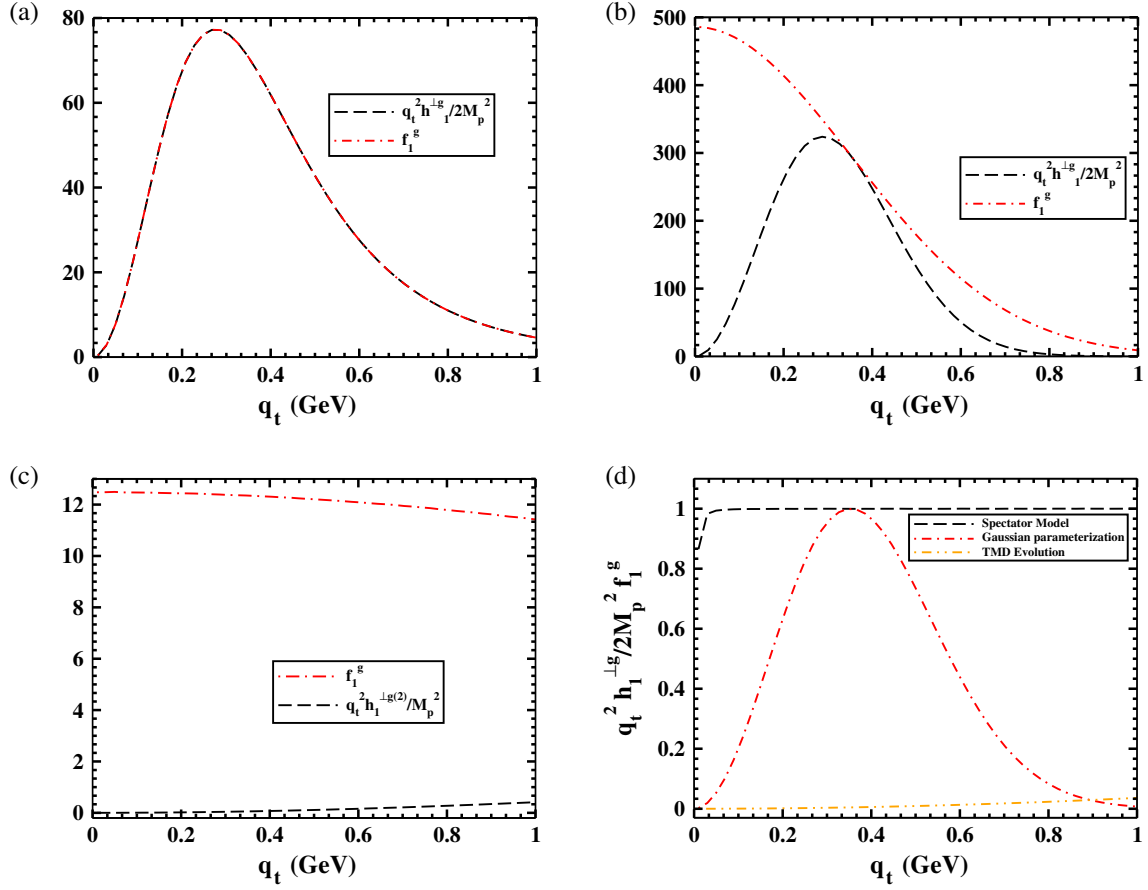 (a)
80
60
40
20
0
q_t^2 h_1^{⊥g}/2M_p^2
f_1^g
0 0.2 0.4 0.6 0.8 1
q_t (GeV)
(b)
500
400
300
200
100
0
q_t^2 h_1^{⊥g}/2M_p^2
f_1^g
0 0.2 0.4 0.6 0.8 1
q_t (GeV)
(c)
12
10
8
6
4
2
0
f_1^g
q_t^2 h_1^{⊥g(2)}/M_p^2
0 0.2 0.4 0.6 0.8 1
q_t (GeV)
(d)
q_t^2 h_1^{⊥g}/2M_p^2 f_1^g
1
0.8
0.6
0.4
0.2
0
Spectator Model
Gaussian parameterization
TMD Evolution
0 0.2 0.4 0.6 0.8 1
q_t (GeV)